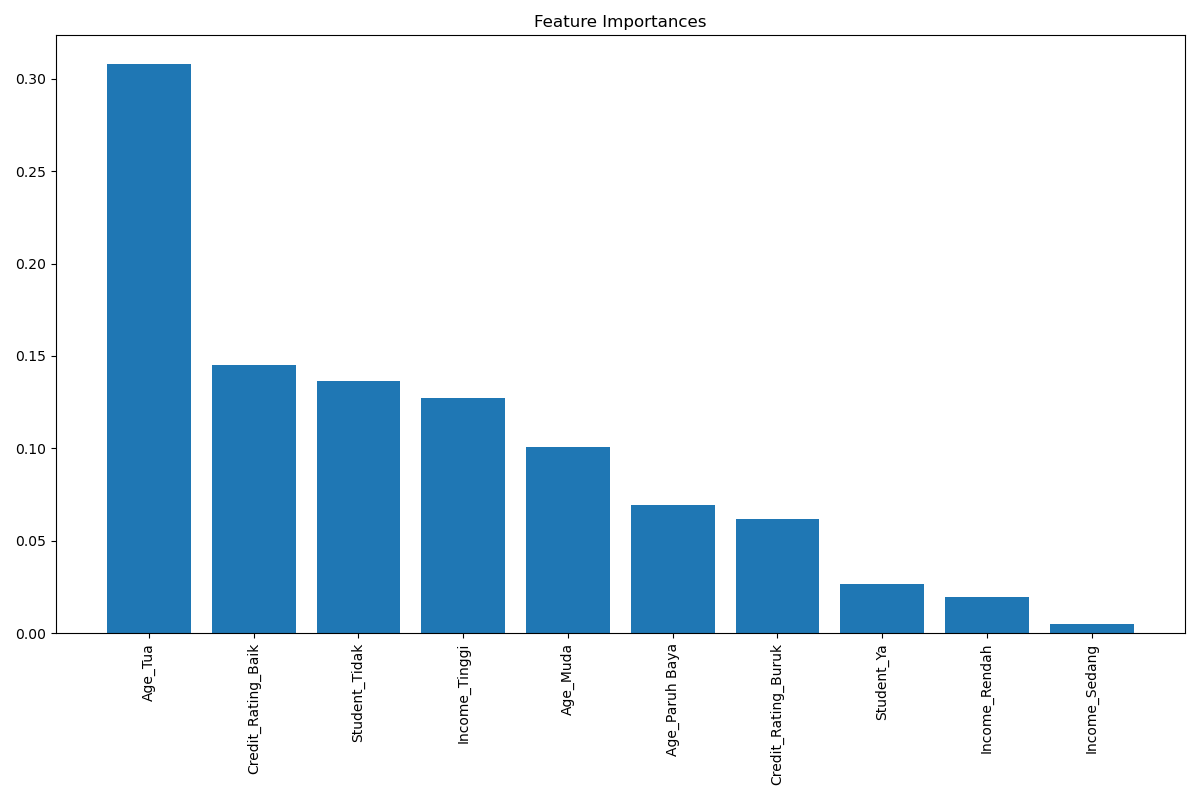 Feature Importances
0.30
0.25
0.20
0.15
0.10
0.05
0.00
Age_Tua
Credit_Rating_Baik
Student_Tidak
Income_Tinggi
Age_Muda
Age_Paruh Baya
Credit_Rating_Buruk
Student_Ya
Income_Rendah
Income_Sedang